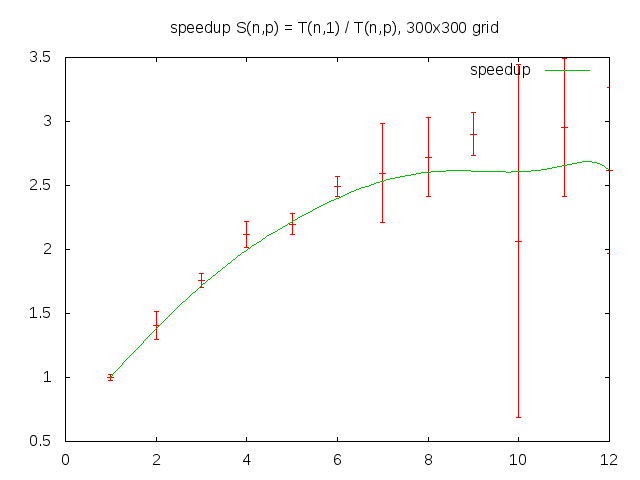 speedup S(n,p) = T(n,1) / T(n,p), 300x300 grid
speedup
3.5
3
2.5
2
1.5
1
0.5
0 2 4 6 8 10 12